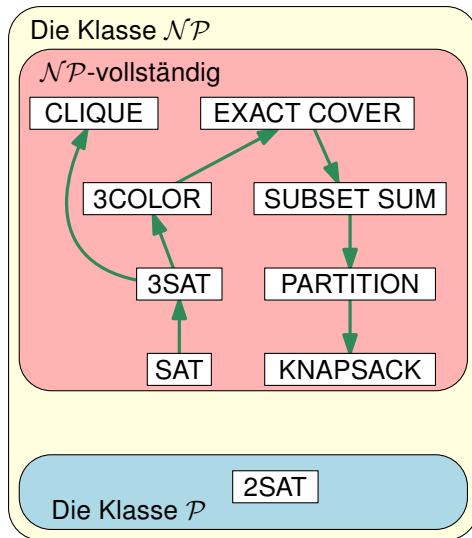 Die Klasse 𝒩𝒫
𝒩𝒫-vollständig
CLIQUE
EXACT COVER
3COLOR
SUBSET SUM
3SAT
PARTITION
SAT
KNAPSACK
2SAT
Die Klasse 𝒫